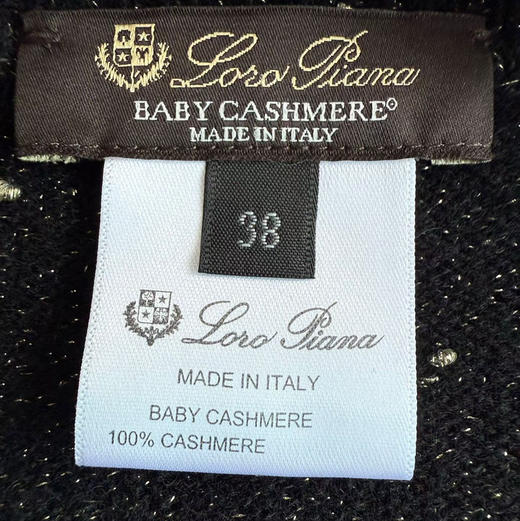 Loro Piana
BABY CASHMERE®
MADE IN ITALY
38
Loro Piana
MADE IN ITALY
BABY CASHMERE
100% CASHMERE